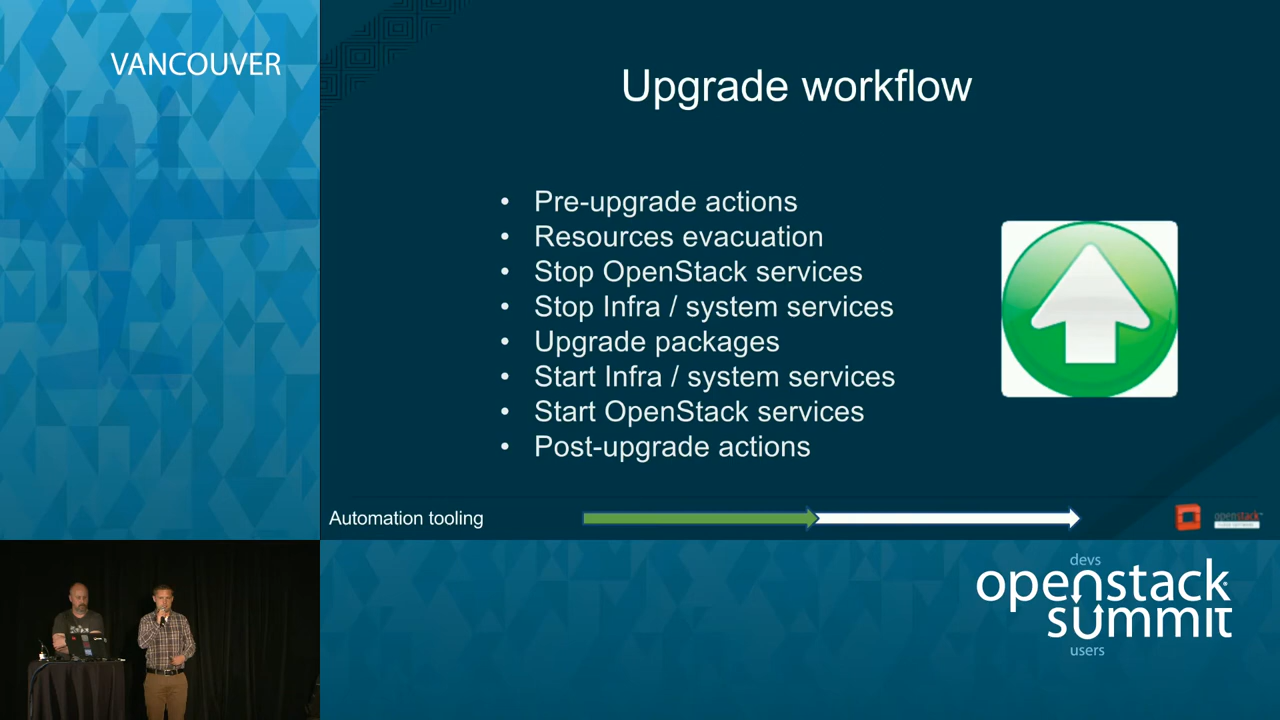 VANCOUVER
Upgrade workflow
• Pre-upgrade actions
• Resources evacuation
• Stop OpenStack services
• Stop Infra / system services
• Upgrade packages
• Start Infra / system services
• Start OpenStack services
• Post-upgrade actions
Automation tooling
openstack
devs
openstack
summit
users